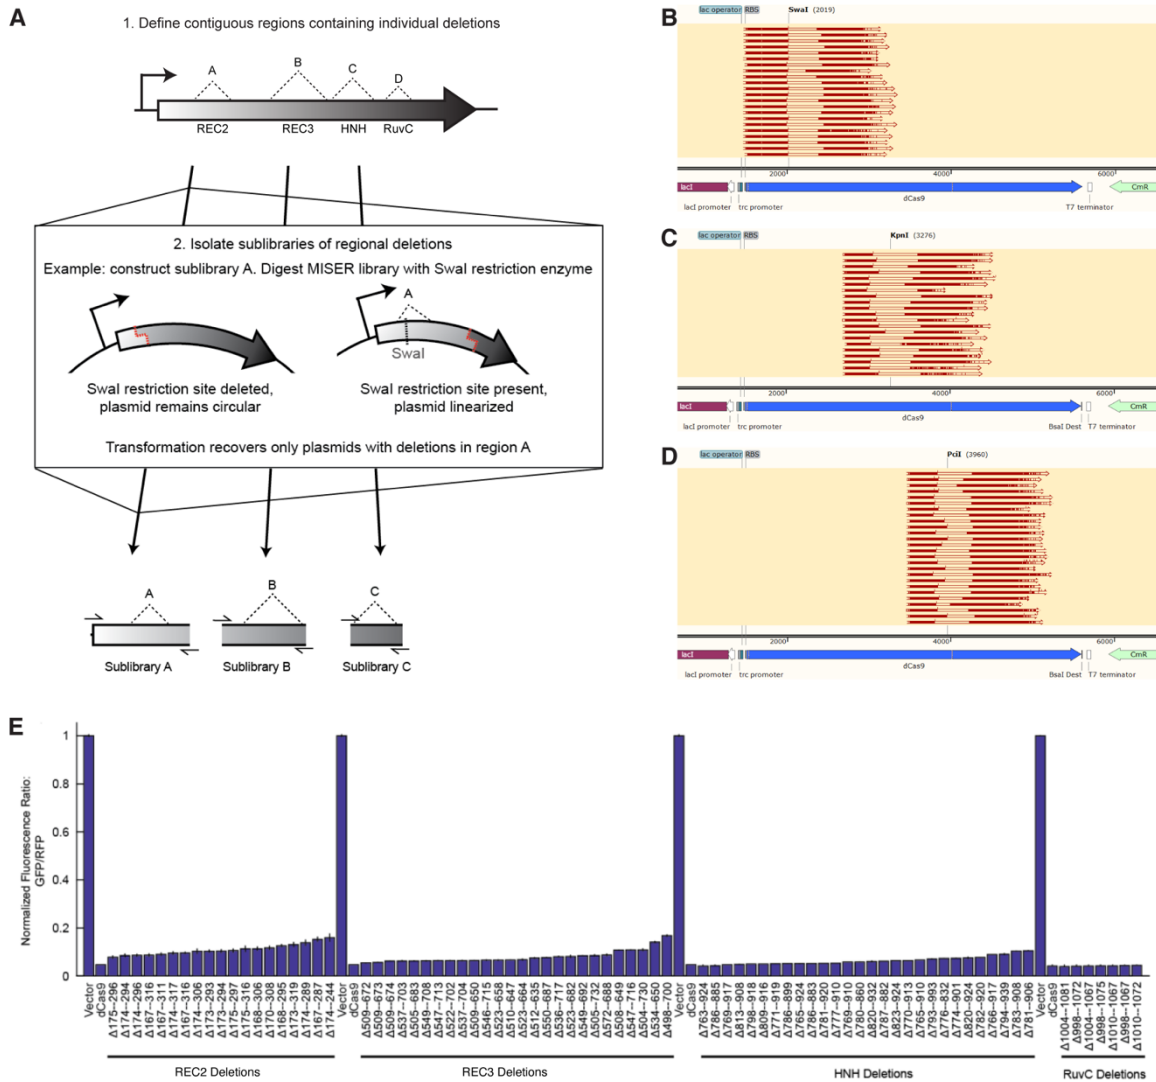 A
1. Define contiguous regions containing individual deletions
A
B
C
D
REC2
REC3
HNH
RuvC
2. Isolate sublibraries of regional deletions
Example: construct sublibrary A. Digest MISER library with SwaI restriction enzyme
A
SwaI
SwaI restriction site deleted,
plasmid remains circular
SwaI restriction site present,
plasmid linearized
Transformation recovers only plasmids with deletions in region A
A
B
C
Sublibrary A
Sublibrary B
Sublibrary C
B
lac operator
RBS
SwaI (2019)
2000
4000
6000
lacI
dCas9
CmR
lacI promoter
trc promoter
T7 terminator
C
lac operator
RBS
KpnI (3276)
2000
4000
6000
lacI
dCas9
CmR
lacI promoter
trc promoter
BsaI Dest
T7 terminator
D
lac operator
RBS
PciI (3960)
2000
4000
6000
lacI
dCas9
CmR
lacI promoter
trc promoter
BsaI Dest
T7 terminator
E
Normalized Fluorescence Ratio:
GFP/RFP
1
0.8
0.6
0.4
0.2
0
Vector
dCas9
Δ175--296
Δ174--294
Δ174--296
Δ167--316
Δ167--311
Δ174--317
Δ167--316
Δ174--306
Δ173--293
Δ174--294
Δ175--297
Δ175--316
Δ168--306
Δ170--308
Δ168--295
Δ177--319
Δ174--289
Δ167--287
Δ174--244
Vector
dCas9
Δ509--672
Δ509--674
Δ537--703
Δ505--683
Δ549--708
Δ547--713
Δ522--702
Δ537--704
Δ509--650
Δ546--715
Δ523--658
Δ510--647
Δ523--664
Δ512--635
Δ550--687
Δ536--717
Δ523--682
Δ549--692
Δ505--732
Δ572--688
Δ508--649
Δ547--716
Δ504--730
Δ534--650
Δ498--700
Vector
dCas9
Δ763--924
Δ786--885
Δ769--917
Δ813--908
Δ798--918
Δ809--916
Δ771--919
Δ786--899
Δ765--924
Δ786--882
Δ781--920
Δ777--910
Δ769--910
Δ780--860
Δ820--932
Δ787--882
Δ823--924
Δ770--913
Δ765--910
Δ793--993
Δ776--832
Δ774--901
Δ820--924
Δ782--920
Δ766--917
Δ794--939
Δ783--908
Δ781--906
Vector
dCas9
Δ1004--1081
Δ998--1072
Δ1004--1067
Δ998--1075
Δ1010--1067
Δ998--1067
Δ1010--1072
REC2 Deletions
REC3 Deletions
HNH Deletions
RuvC Deletions